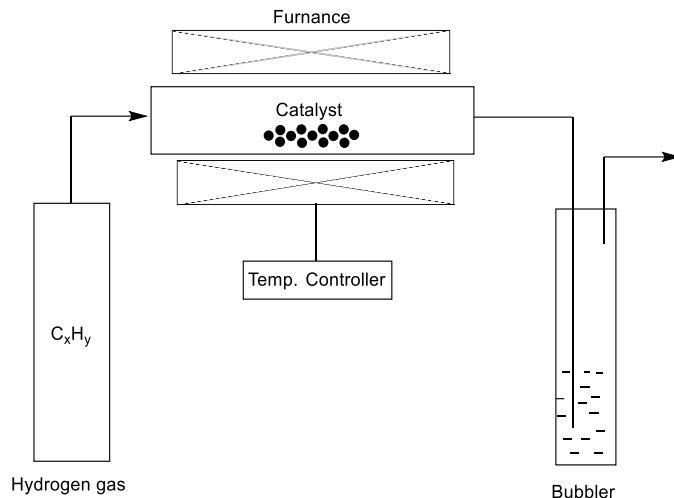 Furnance
Catalyst
Temp. Controller
CxHy
Hydrogen gas
Bubbler